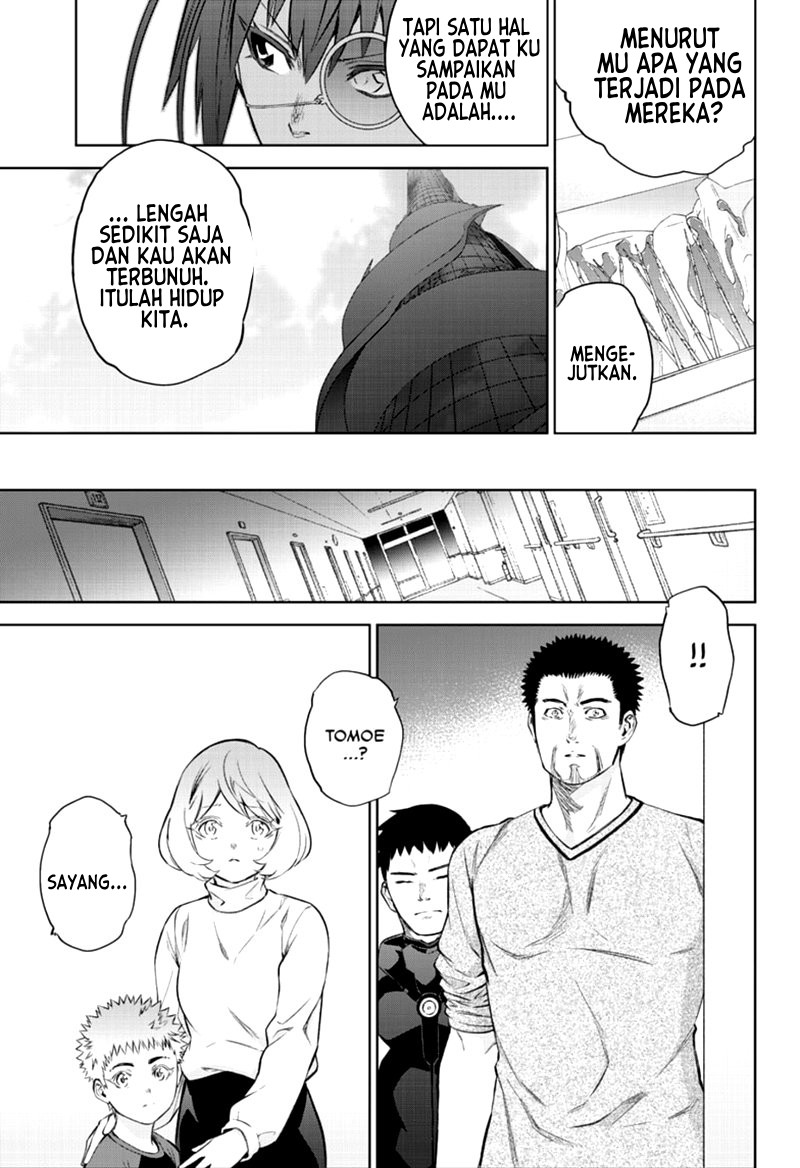 MENURUT
MU APA YANG
TERJADI PADA
MEREKA?
MENGE-
JUTKAN.
TAPI SATU HAL
YANG DAPAT KU
SAMPAIKAN
PADA MU
ADALAH....
... LENGAH
SEDIKIT SAJA
DAN KAU AKAN
TERBUNUH.
ITULAH HIDUP
KITA.
!!
TOMOE
...?
SAYANG...